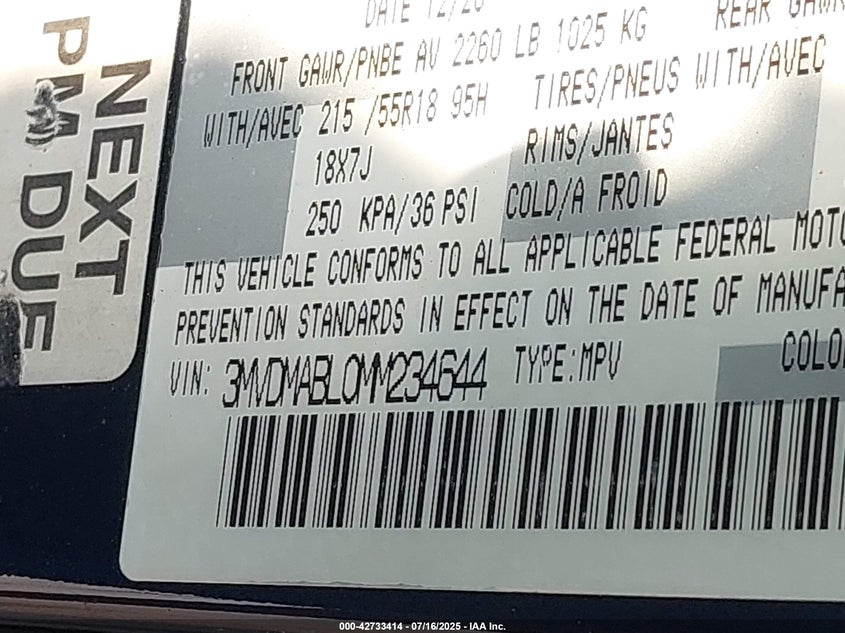 NEXT
PM DUE
DATE 12/20
FRONT GAWR/PNBE AV 2260 LB 1025 KG
REAR GAWR
WITH/AVEC 215 /55R18 95H
TIRES/PNEUS WITH/AVEC
18X7J
RIMS/JANTES
250 KPA/36 PSI
COLD/A FROID
THIS VEHICLE CONFORMS TO ALL APPLICABLE FEDERAL MOTO
PREVENTION STANDARDS IN EFFECT ON THE DATE OF MANUFA
VIN: 3MVDMABL0MM234644 TYPE:MPV
COLO
000-42733414 - 07/16/2025 - IAA Inc.